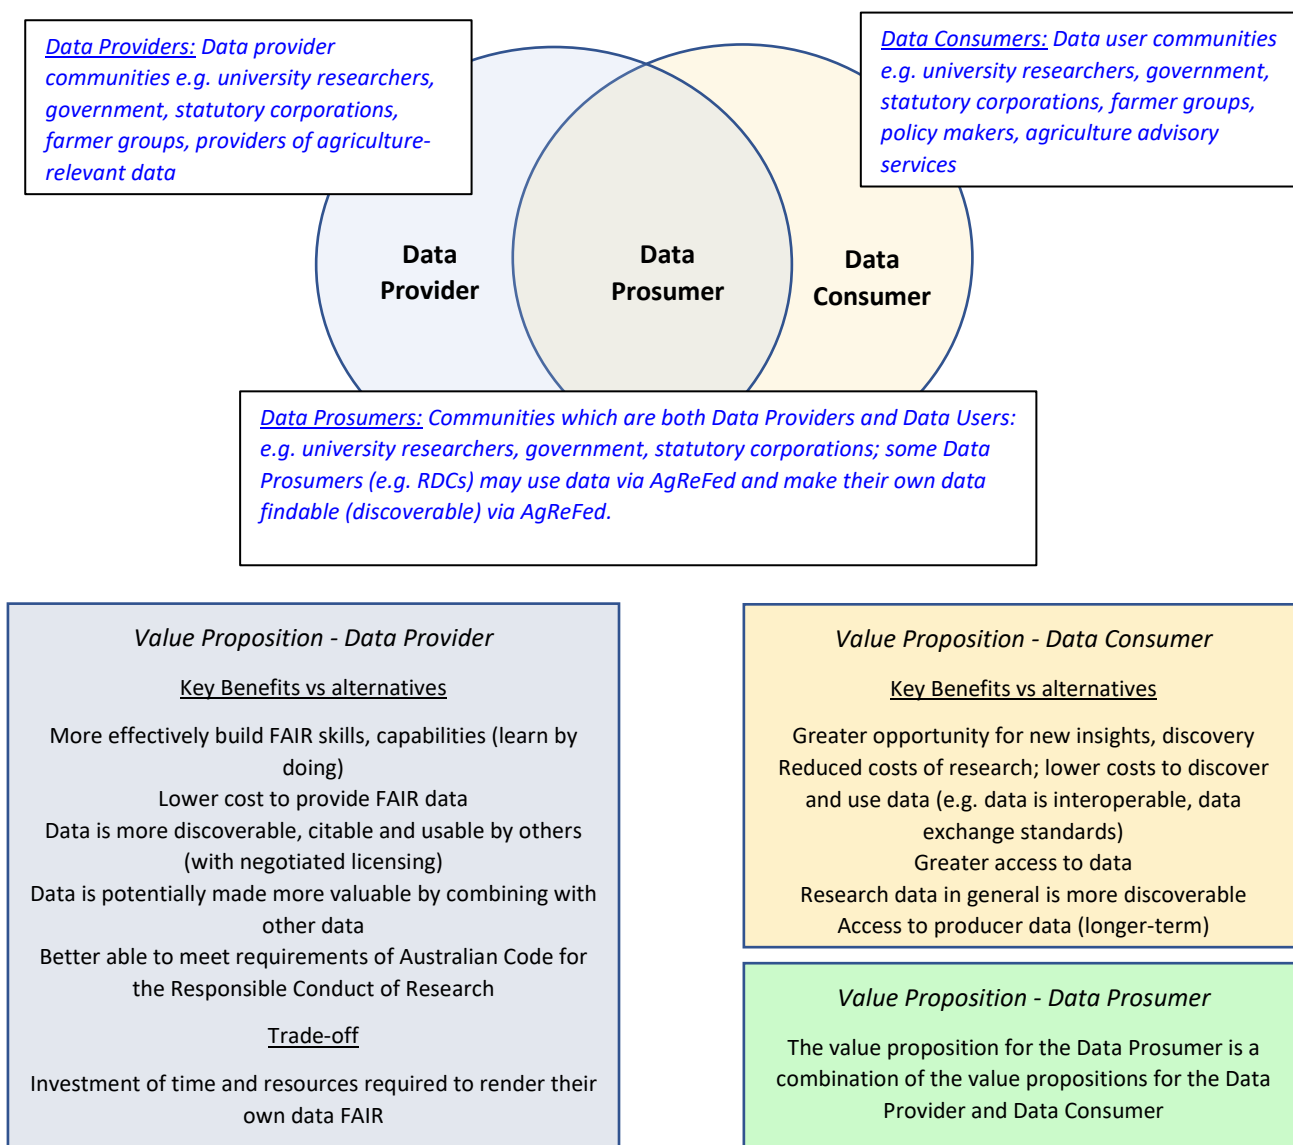 Data Providers: Data provider
communities e.g. university researchers,
government, statutory corporations,
farmer groups, providers of agriculture-
relevant data
Data Consumers: Data user communities
e.g. university researchers, government,
statutory corporations, farmer groups,
policy makers, agriculture advisory
services
Data
Provider
Data
Prosumer
Data
Consumer
Data Prosumers: Communities which are both Data Providers and Data Users:
e.g. university researchers, government, statutory corporations; some Data
Prosumers (e.g. RDCs) may use data via AgReFed and make their own data
findable (discoverable) via AgReFed.
Value Proposition - Data Provider
Key Benefits vs alternatives
More effectively build FAIR skills, capabilities (learn by
doing)
Lower cost to provide FAIR data
Data is more discoverable, citable and usable by others
(with negotiated licensing)
Data is potentially made more valuable by combining with
other data
Better able to meet requirements of Australian Code for
the Responsible Conduct of Research
Trade-off
Investment of time and resources required to render their
own data FAIR
Value Proposition - Data Consumer
Key Benefits vs alternatives
Greater opportunity for new insights, discovery
Reduced costs of research; lower costs to discover
and use data (e.g. data is interoperable, data
exchange standards)
Greater access to data
Research data in general is more discoverable
Access to producer data (longer-term)
Value Proposition - Data Prosumer
The value proposition for the Data Prosumer is a
combination of the value propositions for the Data
Provider and Data Consumer